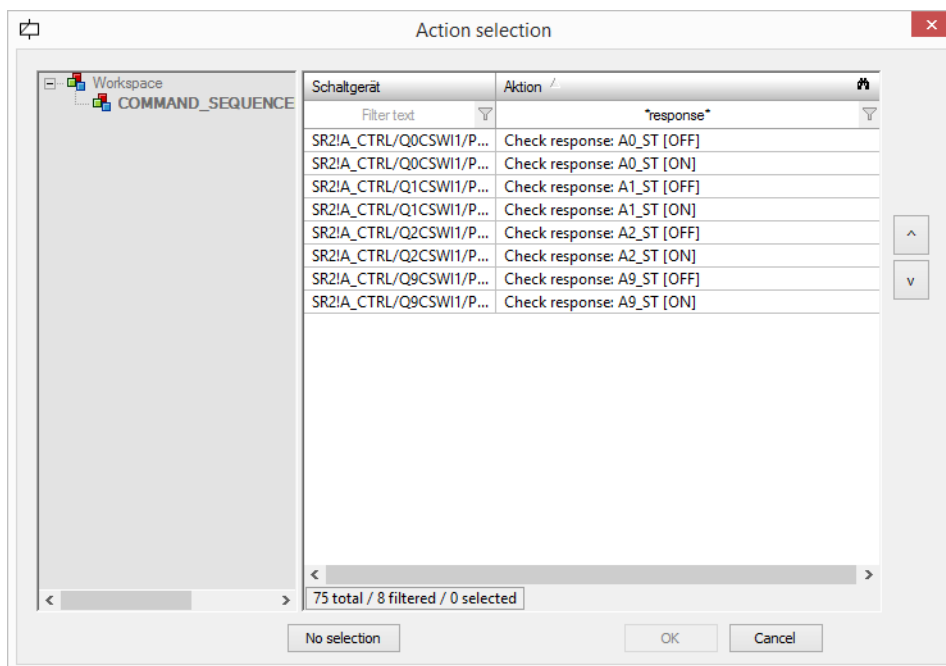 Action selection
Workspace
COMMAND_SEQUENCE
Schaltgerät Aktion
Filter text *response*
SR2!A_CTRL/Q0CSWI1/P... Check response: A0_ST [OFF]
SR2!A_CTRL/Q0CSWI1/P... Check response: A0_ST [ON]
SR2!A_CTRL/Q1CSWI1/P... Check response: A1_ST [OFF]
SR2!A_CTRL/Q1CSWI1/P... Check response: A1_ST [ON]
SR2!A_CTRL/Q2CSWI1/P... Check response: A2_ST [OFF]
SR2!A_CTRL/Q2CSWI1/P... Check response: A2_ST [ON]
SR2!A_CTRL/Q9CSWI1/P... Check response: A9_ST [OFF]
SR2!A_CTRL/Q9CSWI1/P... Check response: A9_ST [ON]
^
v
75 total / 8 filtered / 0 selected
No selection OK Cancel